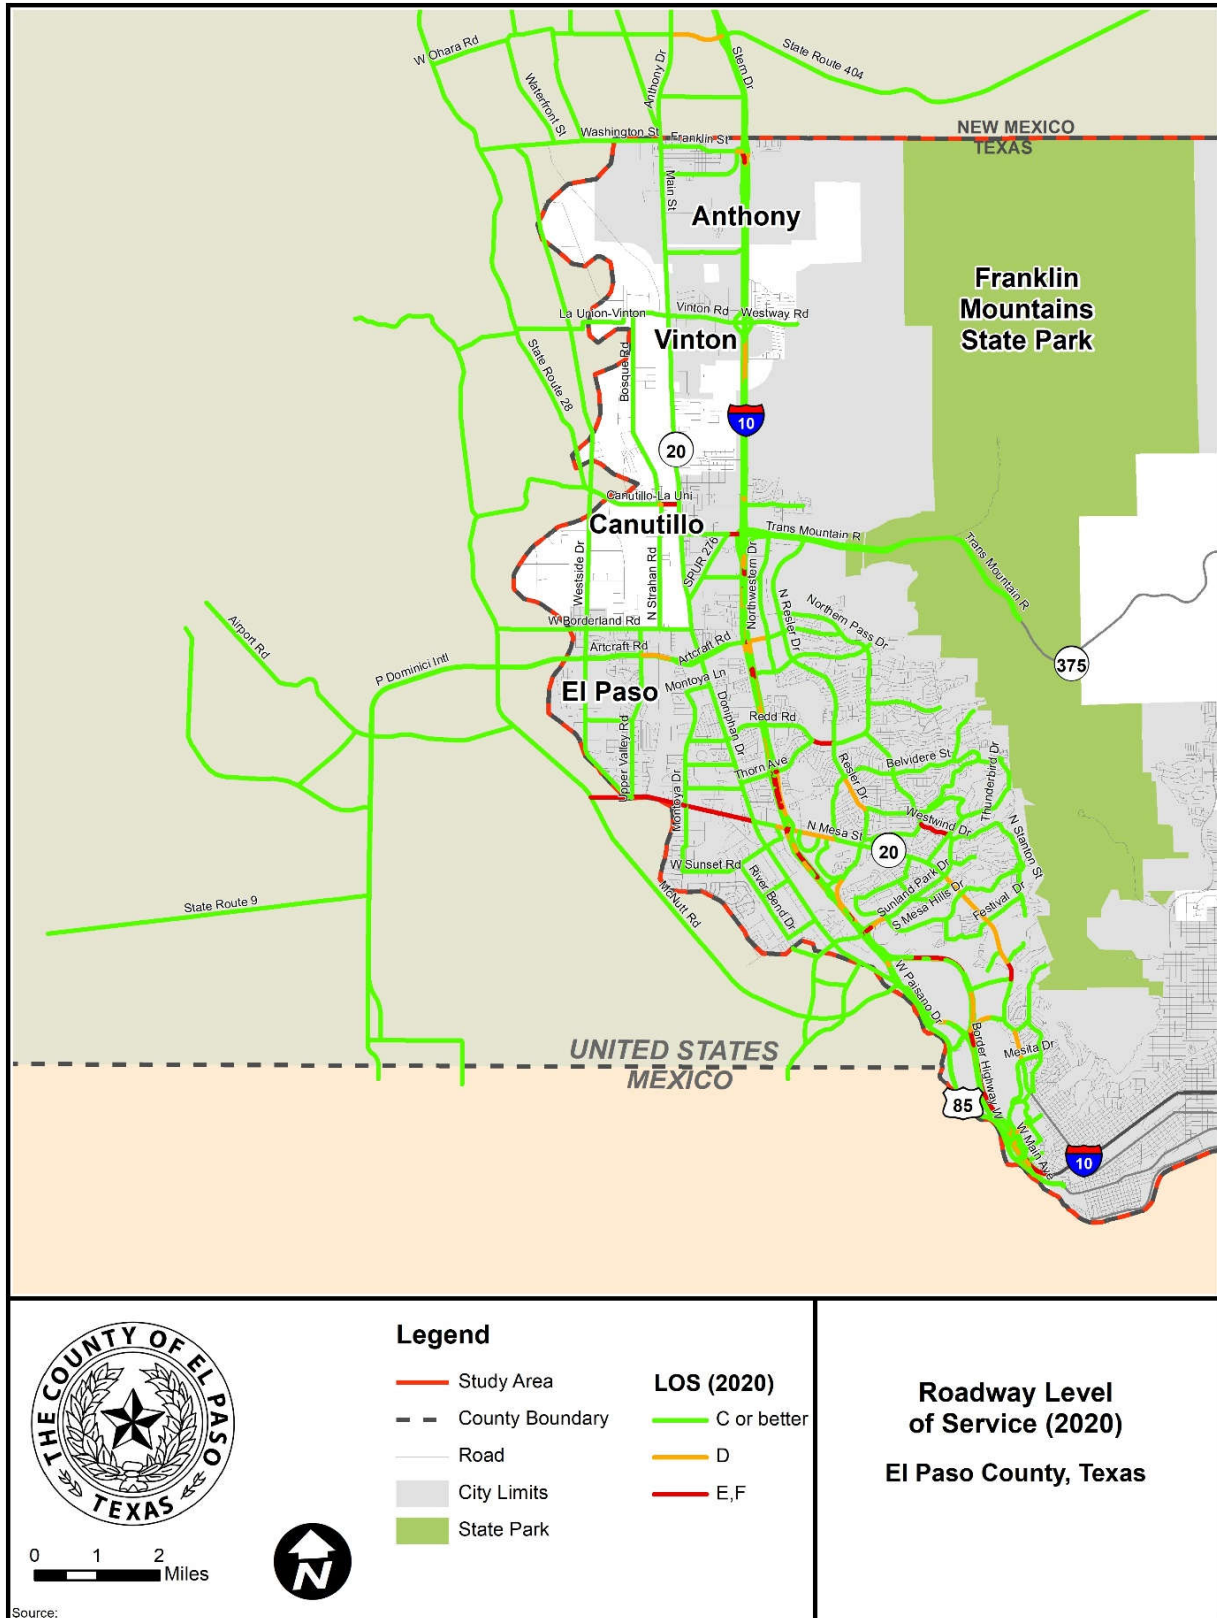 W Ohara Rd
Waterfront St
Anthony Dr
Stern Dr
State Route 404
Washington St
Franklin St
NEW MEXICO
TEXAS
Main St
Anthony
Franklin
Mountains
State Park
La Union-Vinton
Vinton Rd
Westway Rd
Vinton
Bosque Rd
State Route 28
10
20
Canutillo-La Uni
Canutillo
Trans Mountain R
Trans Mountain R
SPUR 276
Northwestern Dr
Westside Dr
N Strahan Rd
N Resler Dr
Northern Pass Dr
W Borderland Rd
Airport Rd
Artcraft Rd
Artcraft Rd
P Dominici Intl
375
El Paso
Montoya Ln
Doniphan Dr
Redd Rd
Upper Valley Rd
Resler Dr
Belvidere St
Thunderbird Dr
Thorn Ave
Montoya Dr
N Mesa St
Westwind Dr
N Stanton St
20
W Sunset Rd
River Bend Dr
Sunland Park Dr
S Mesa Hills Dr
Festival Dr
McNutt Rd
State Route 9
W Paisano Dr
Border Highway W
Mesita Dr
UNITED STATES
MEXICO
85
W Main Ave
10
THE COUNTY OF EL PASO
TEXAS
Legend
Study Area
County Boundary
Road
City Limits
State Park
LOS (2020)
C or better
D
E,F
Roadway Level
of Service (2020)
El Paso County, Texas
0 1 2
Miles
N
Source: